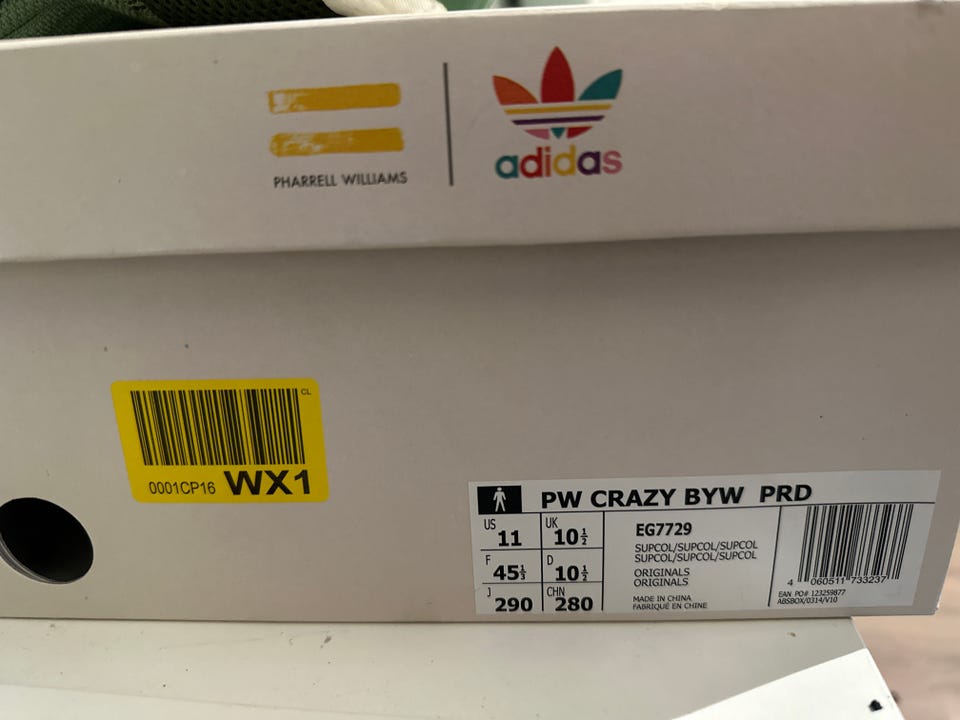 PHARRELL WILLIAMS
adidas
CL
0001CP16 WX1
PW CRAZY BYW PRD
US 11 UK 10½
F 45⅓ D 10½
J 290 CHN 280
EG7729
SUPCOL/SUPCOL/SUPCOL
SUPCOL/SUPCOL/SUPCOL
ORIGINALS
ORIGINALS
MADE IN CHINA
FABRIQUÉ EN CHINE
4 060511 733237
EAN PO# 123259877
ABSBOX/0314/V10